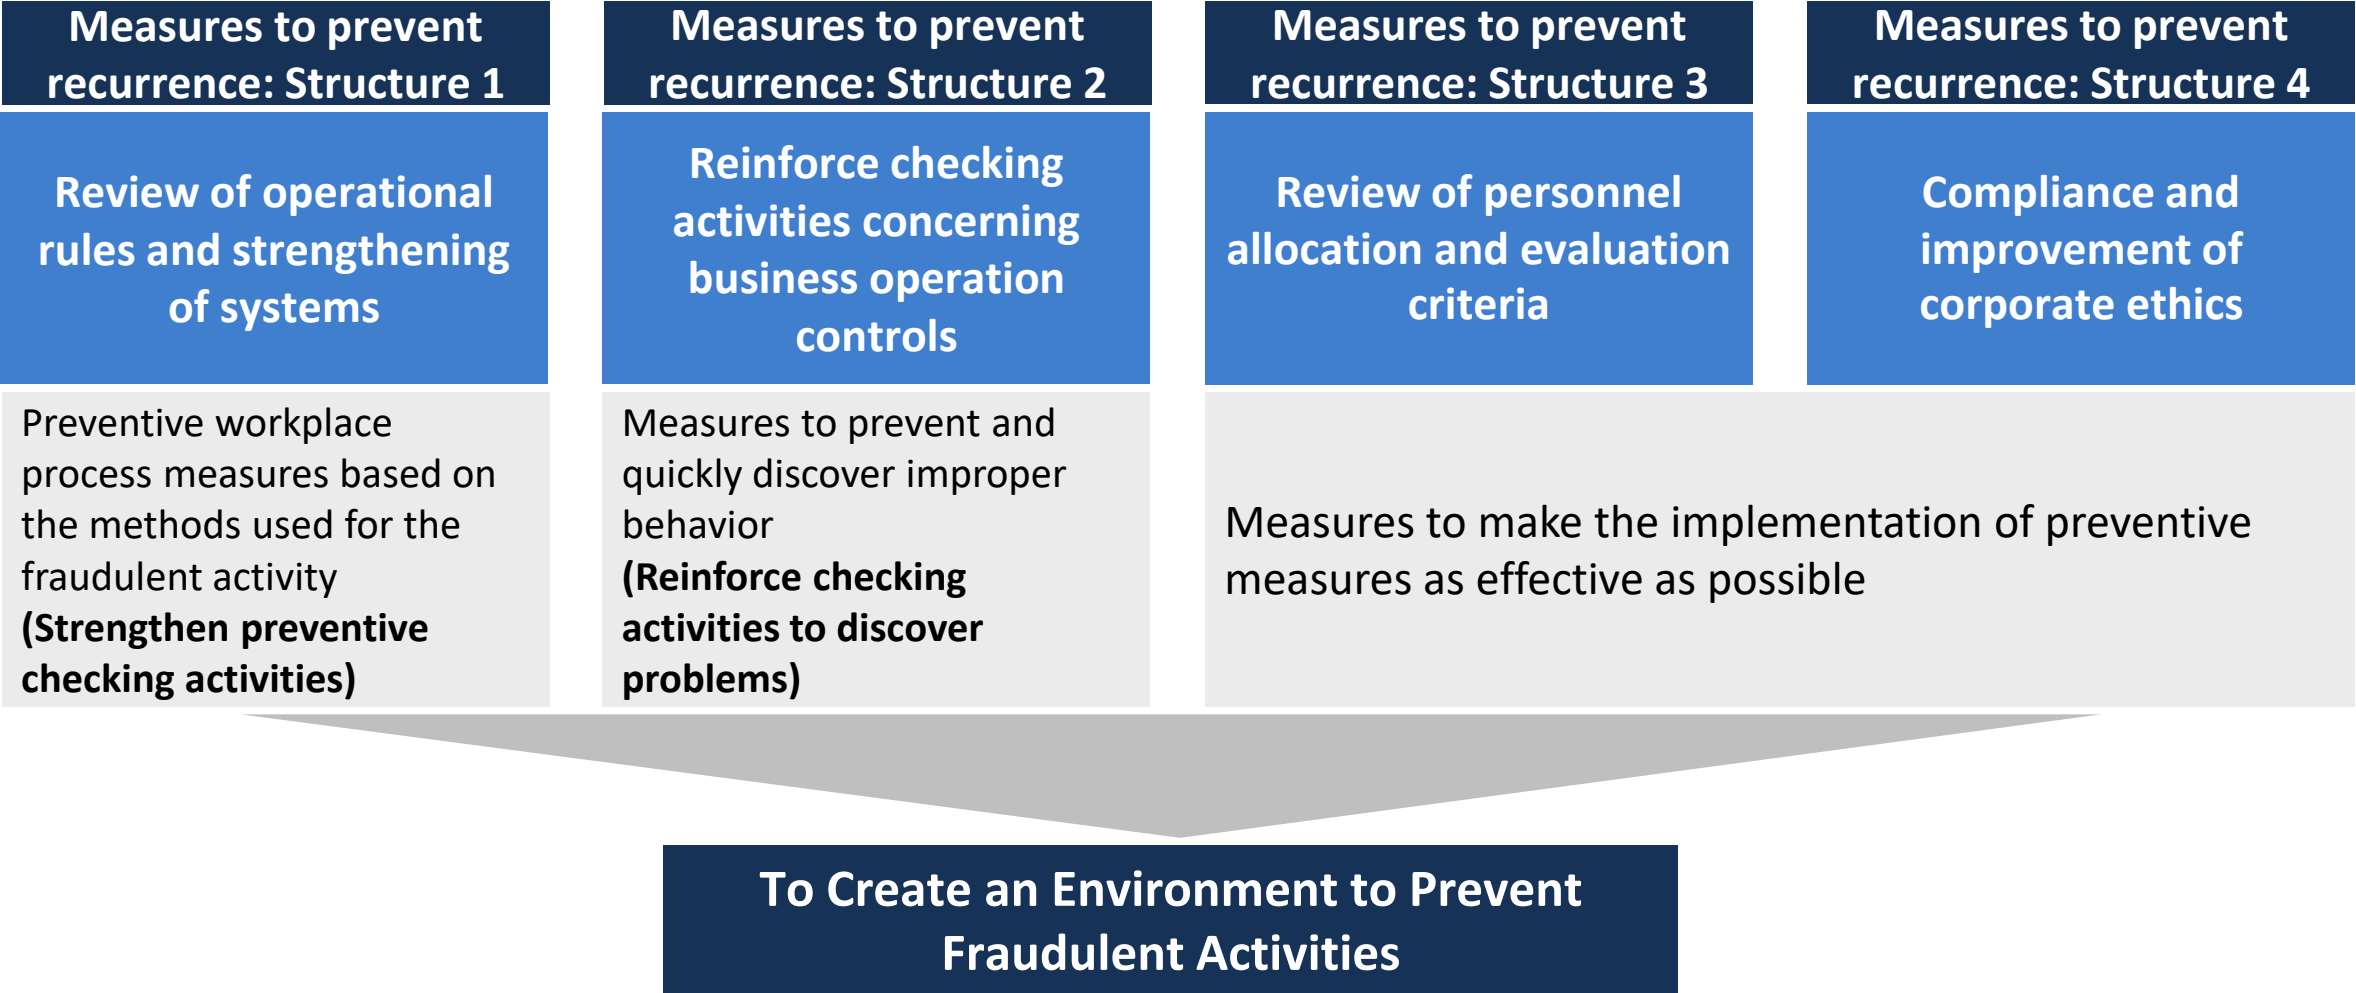 Measures to prevent
recurrence: Structure 1
Measures to prevent
recurrence: Structure 2
Measures to prevent
recurrence: Structure 3
Measures to prevent
recurrence: Structure 4
Review of operational
rules and strengthening
of systems
Reinforce checking
activities concerning
business operation
controls
Review of personnel
allocation and evaluation
criteria
Compliance and
improvement of
corporate ethics
Preventive workplace
process measures based on
the methods used for the
fraudulent activity
(Strengthen preventive
checking activities)
Measures to prevent and
quickly discover improper
behavior
(Reinforce checking
activities to discover
problems)
Measures to make the implementation of preventive
measures as effective as possible
To Create an Environment to Prevent
Fraudulent Activities